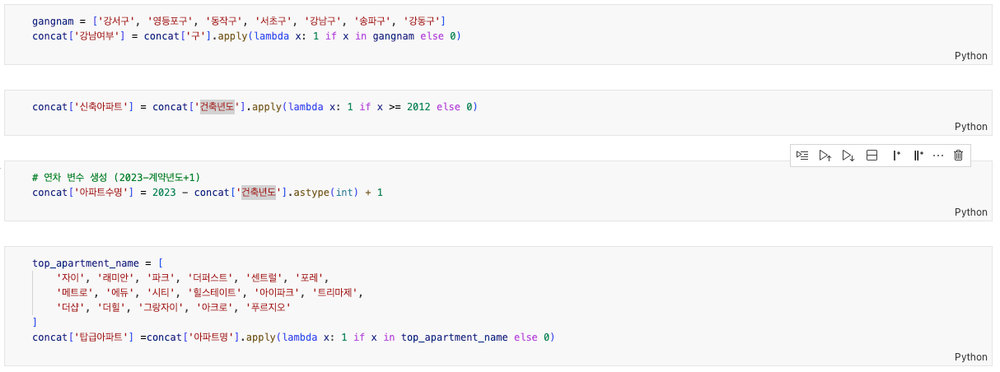 gangnam = ['강서구', '영등포구', '동작구', '서초구', '강남구', '송파구', '강동구']
concat['강남여부'] = concat['구'].apply(lambda x: 1 if x in gangnam else 0)
Python
concat['신축아파트'] = concat['건축년도'].apply(lambda x: 1 if x >= 2012 else 0)
Python
# 연차 변수 생성 (2023-계약년도+1)
concat['아파트수명'] = 2023 - concat['건축년도'].astype(int) + 1
Python
top_apartment_name = [
'자이', '래미안', '파크', '더퍼스트', '센트럴', '포레',
'메트로', '에듀', '시티', '힐스테이트', '아이파크', '트리마제',
'더샵', '더힐', '그랑자이', '아크로', '푸르지오'
]
concat['탑급아파트'] =concat['아파트명'].apply(lambda x: 1 if x in top_apartment_name else 0)
Python